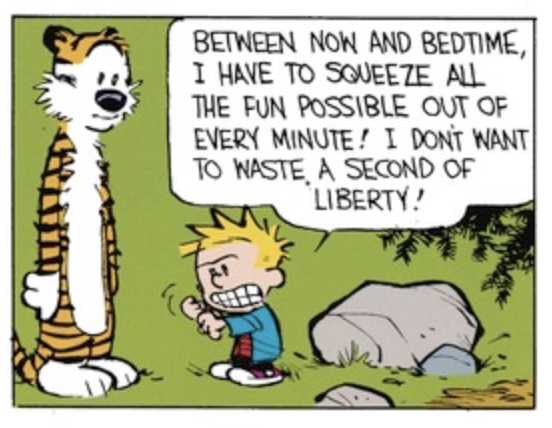 BETWEEN NOW AND BEDTIME,
I HAVE TO SQUEEZE ALL
THE FUN POSSIBLE OUT OF
EVERY MINUTE! I DON'T WANT
TO WASTE A SECOND OF
LIBERTY!